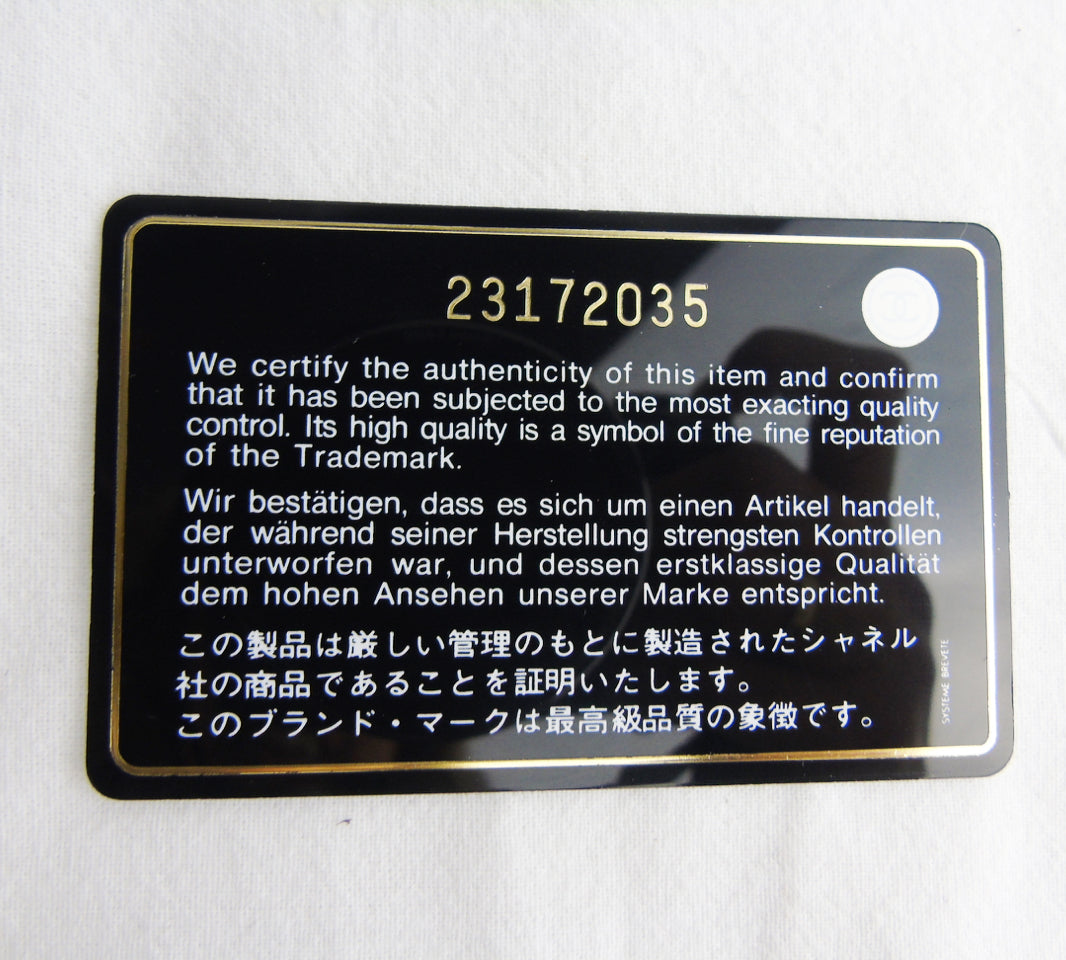 23172035
We certify the authenticity of this item and confirm
that it has been subjected to the most exacting quality
control. Its high quality is a symbol of the fine reputation
of the Trademark.
Wir bestätigen, dass es sich um einen Artikel handelt,
der während seiner Herstellung strengsten Kontrollen
unterworfen war, und dessen erstklassige Qualität
dem hohen Ansehen unserer Marke entspricht.
この製品は厳しい管理のもとに製造されたシャネル
社の商品であることを証明いたします。
このブランド・マークは最高級品質の象徴です。
SYSTEME BREVETE